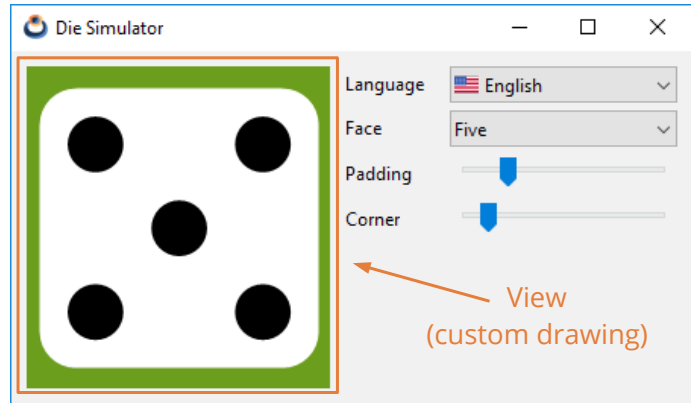 Die Simulator
Language
English
Face
Five
Padding
Corner
View
(custom drawing)